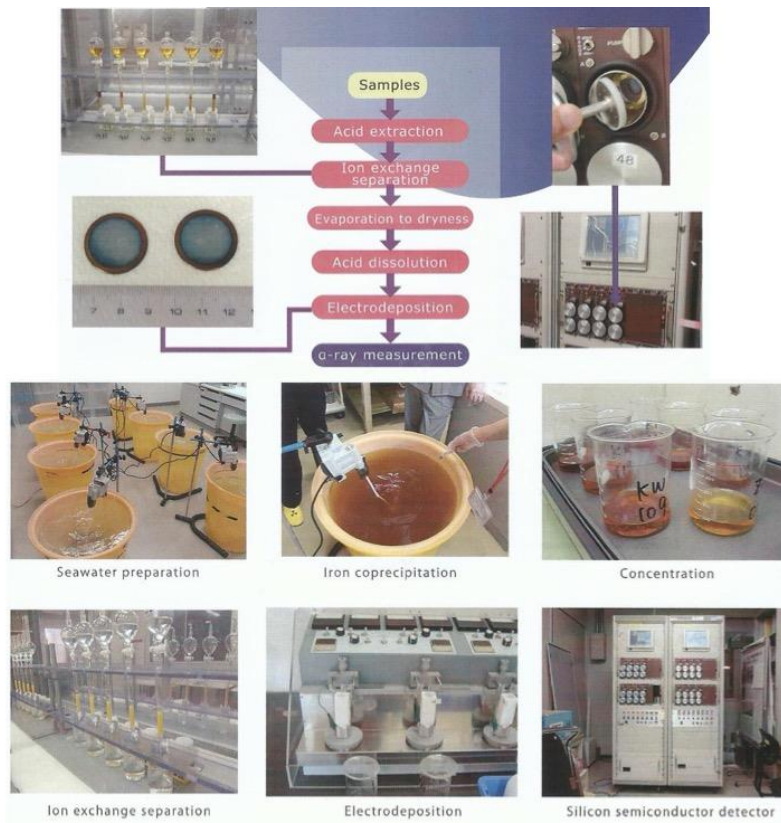 Samples
Acid extraction
Ion exchange
separation
Evaporation to dryness
Acid dissolution
Electrodeposition
α-ray measurement
48
7 8 9 10 11 12
Seawater preparation
Iron coprecipitation
Concentration
KW
109
Ion exchange separation
Electrodeposition
Silicon semiconductor detector